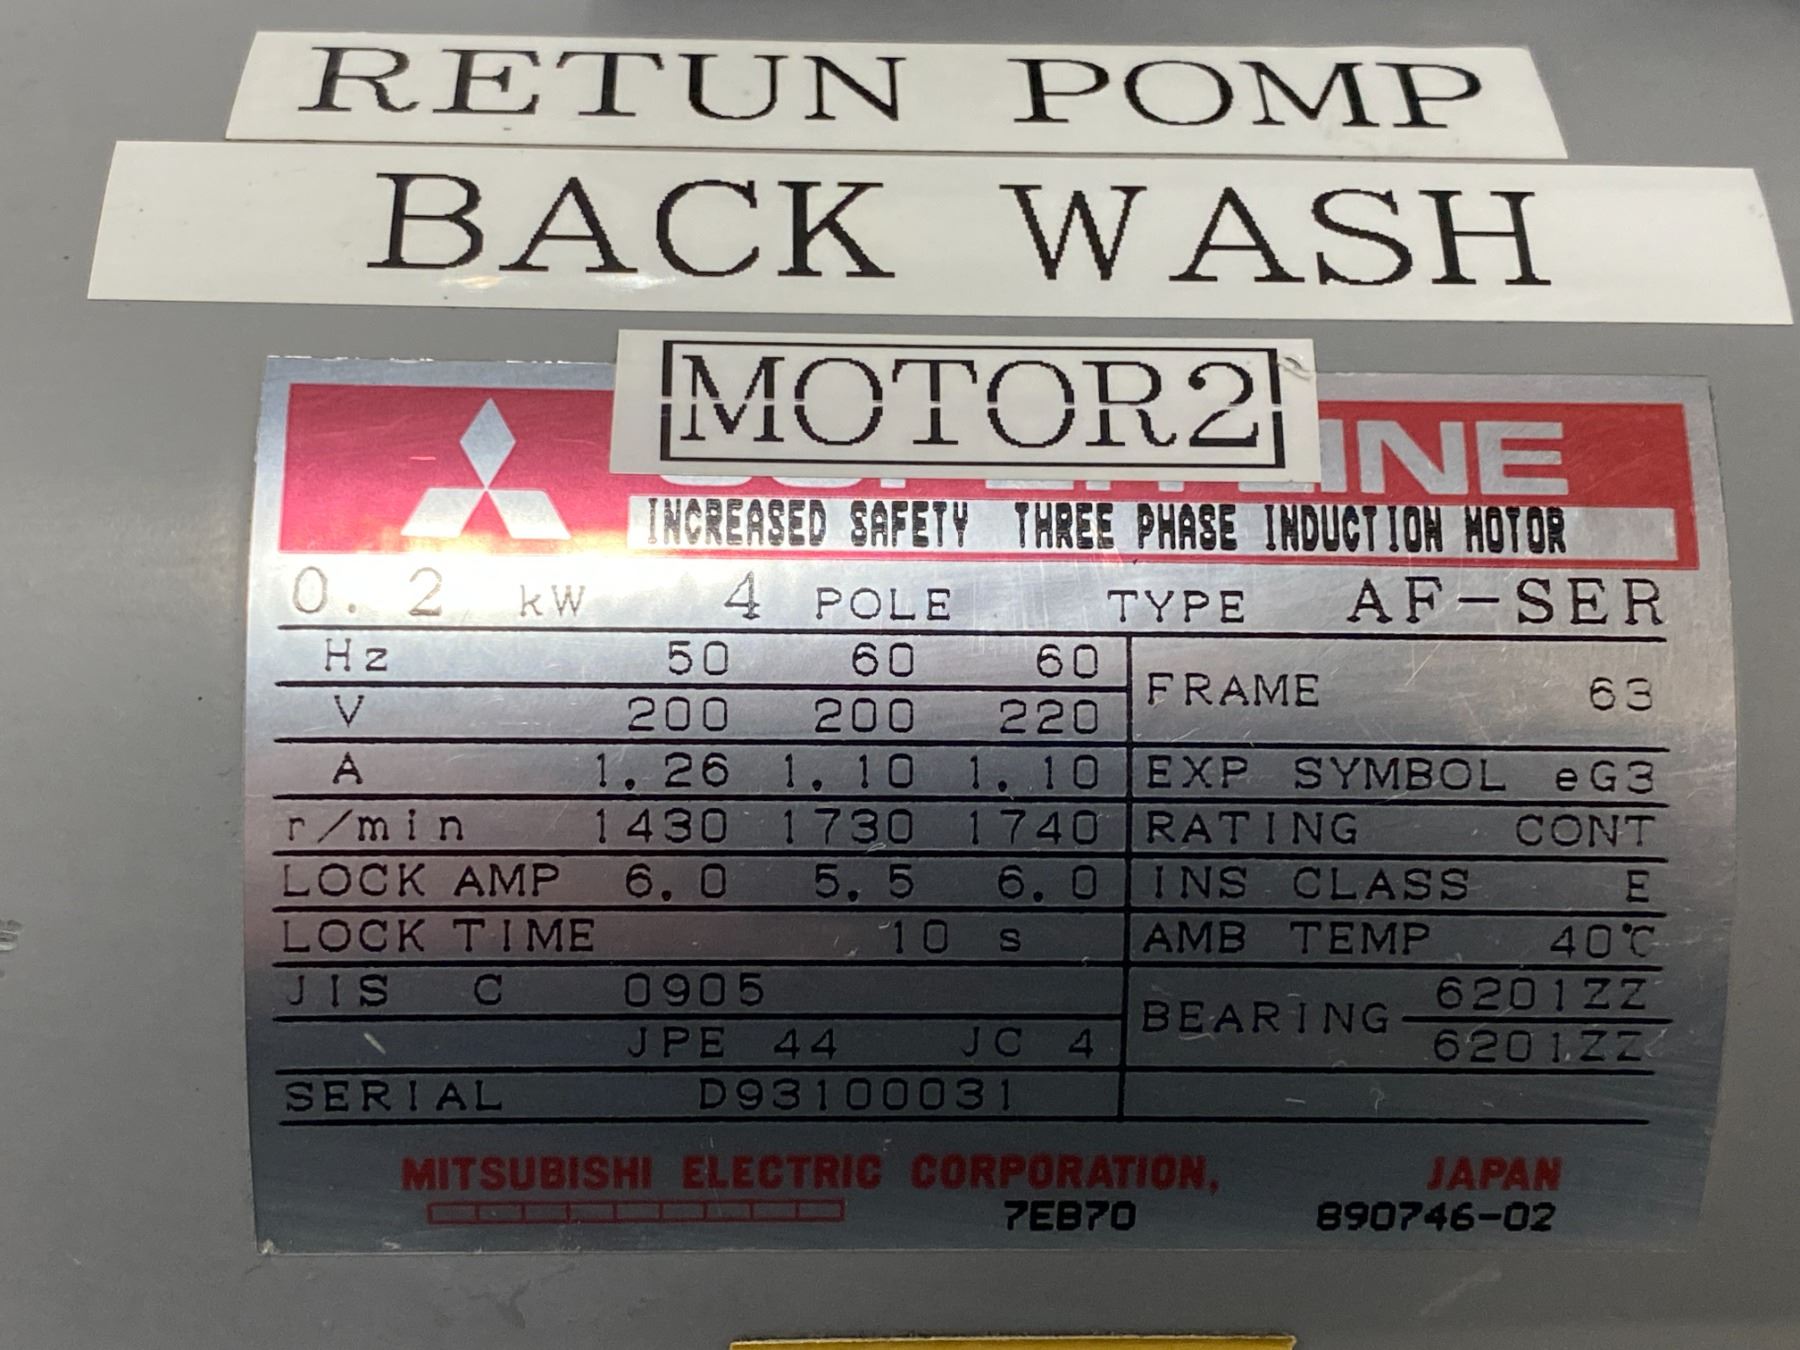 RETUN POMP
BACK WASH
MOTOR2
INCREASED SAFETY THREE PHASE INDUCTION MOTOR
0.2 kW 4 POLE TYPE AF-SER
Hz 50 60 60
FRAME 63
V 200 200 220
A 1.26 1.10 1.10 EXP SYMBOL eG3
r/min 1430 1730 1740 RATING CONT
LOCK AMP 6.0 5.5 6.0 INS CLASS E
LOCK TIME 10 s AMB TEMP 40℃
JIS C 0905
BEARING 6201ZZ
6201ZZ
JPE 44 JC 4
SERIAL D93100031
MITSUBISHI ELECTRIC CORPORATION, JAPAN
7EB70 890746-02